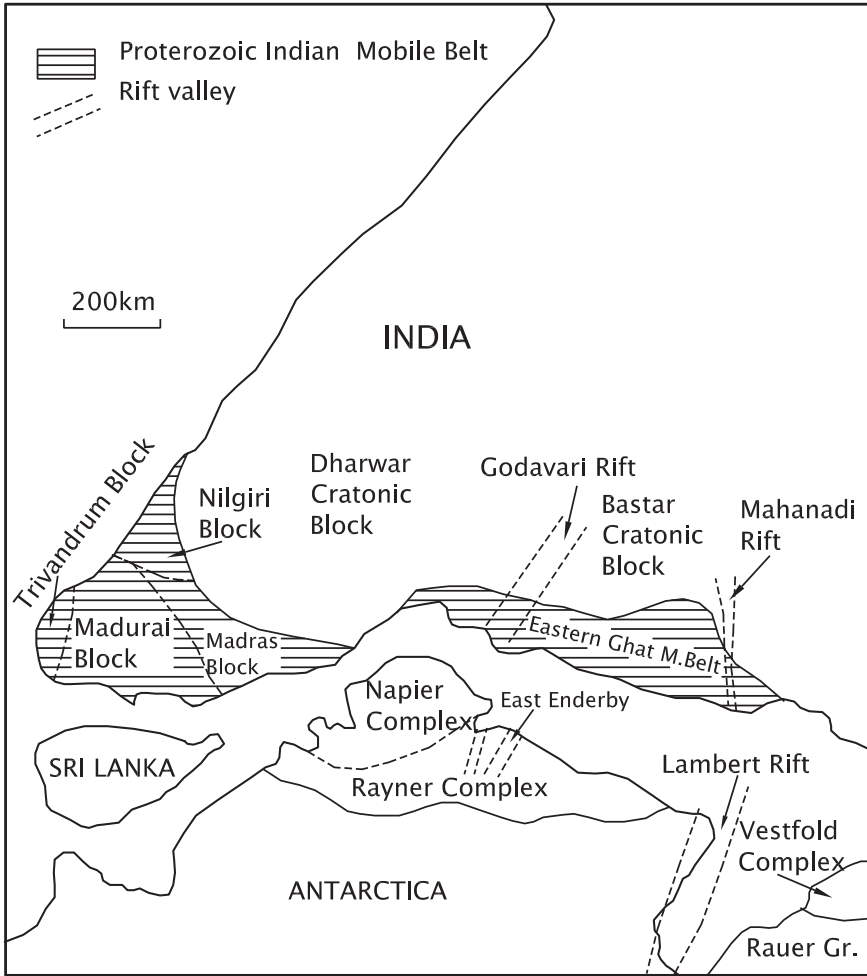 Proterozoic Indian Mobile Belt
Rift valley
200km
INDIA
Trivandrum Block
Nilgiri
Block
Dharwar
Cratonic
Block
Godavari Rift
Bastar
Cratonic
Block
Mahanadi
Rift
Madurai
Block
Madras
Block
Eastern Ghat M.Belt
Napier
Complex
East Enderby
SRI LANKA
Rayner Complex
Lambert Rift
Vestfold
Complex
ANTARCTICA
Rauer Gr.